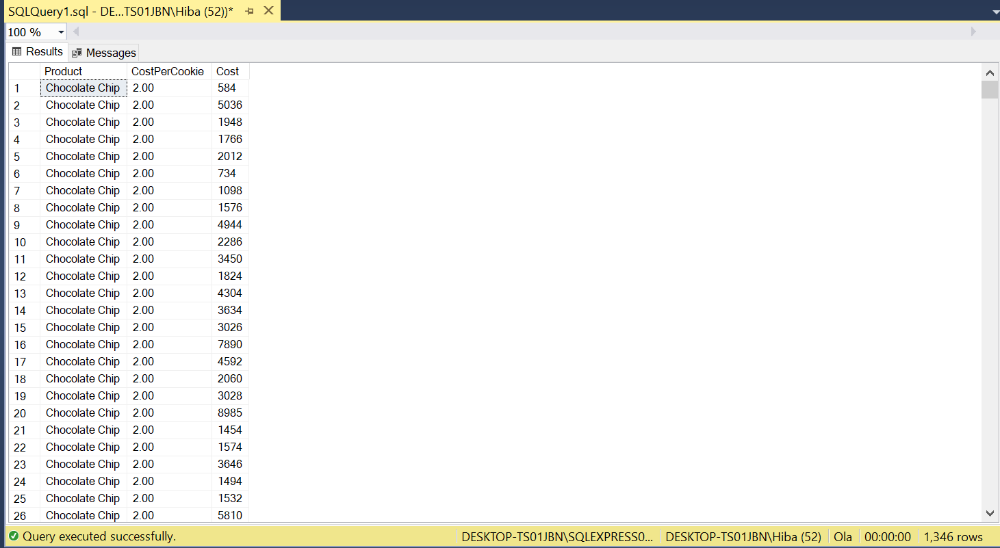 SQLQuery1.sql - DE...TS01JBN\Hiba (52))*
100 %
Results Messages
Product CostPerCookie Cost
1 Chocolate Chip 2.00 584
2 Chocolate Chip 2.00 5036
3 Chocolate Chip 2.00 1948
4 Chocolate Chip 2.00 1766
5 Chocolate Chip 2.00 2012
6 Chocolate Chip 2.00 734
7 Chocolate Chip 2.00 1098
8 Chocolate Chip 2.00 1576
9 Chocolate Chip 2.00 4944
10 Chocolate Chip 2.00 2286
11 Chocolate Chip 2.00 3450
12 Chocolate Chip 2.00 1824
13 Chocolate Chip 2.00 4304
14 Chocolate Chip 2.00 3634
15 Chocolate Chip 2.00 3026
16 Chocolate Chip 2.00 7890
17 Chocolate Chip 2.00 4592
18 Chocolate Chip 2.00 2060
19 Chocolate Chip 2.00 3028
20 Chocolate Chip 2.00 8985
21 Chocolate Chip 2.00 1454
22 Chocolate Chip 2.00 1574
23 Chocolate Chip 2.00 3646
24 Chocolate Chip 2.00 1494
25 Chocolate Chip 2.00 1532
26 Chocolate Chip 2.00 5810
Query executed successfully. DESKTOP-TS01JBN\SQLEXPRESS0... DESKTOP-TS01JBN\Hiba (52) Ola 00:00:00 1,346 rows